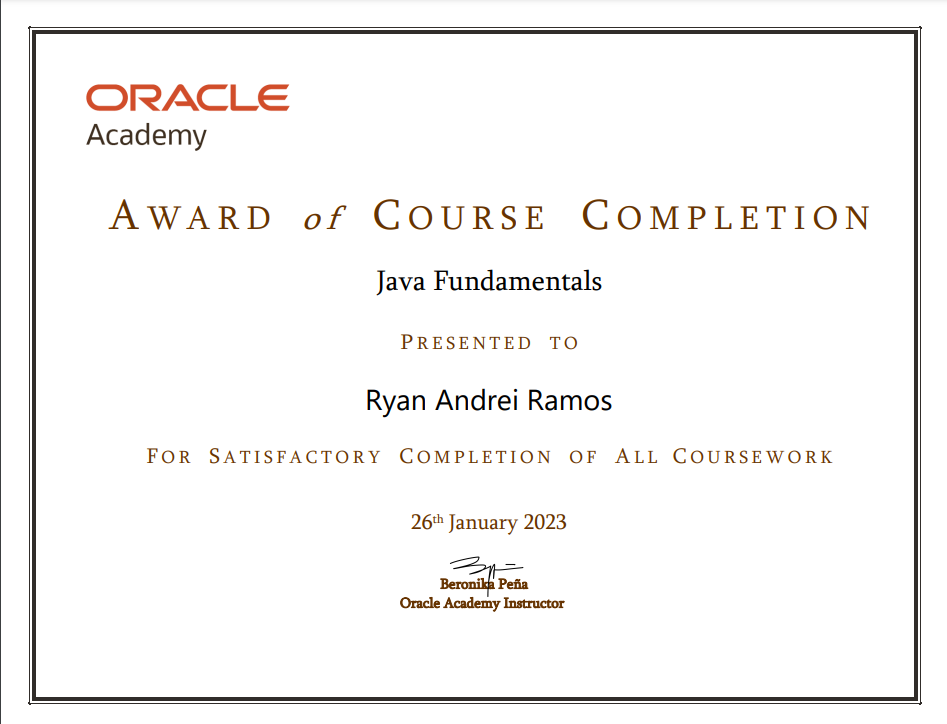 ORACLE
Academy
AWARD of COURSE COMPLETION
Java Fundamentals
PRESENTED TO
Ryan Andrei Ramos
FOR SATISFACTORY COMPLETION OF ALL COURSEWORK
26th January 2023
Beronika Peña
Oracle Academy Instructor